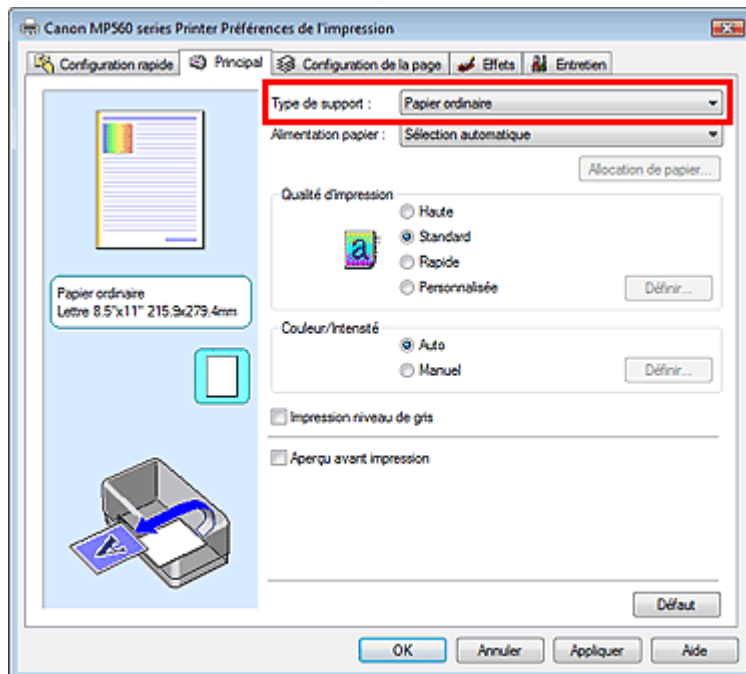 Canon MP560 series Printer Préférences de l'impression
Configuration rapide
Principal
Configuration de la page
Effets
Entretien
Type de support :
Papier ordinaire
Alimentation papier :
Sélection automatique
Allocation de papier...
Qualité d'impression
Haute
Standard
Rapide
Personnalisée
Définir...
Papier ordinaire
Lettre 8.5"x11" 215.9x279.4mm
Couleur/Intensité
Auto
Manuel
Définir...
Impression niveau de gris
Aperçu avant impression
Défaut
OK
Annuler
Appliquer
Aide